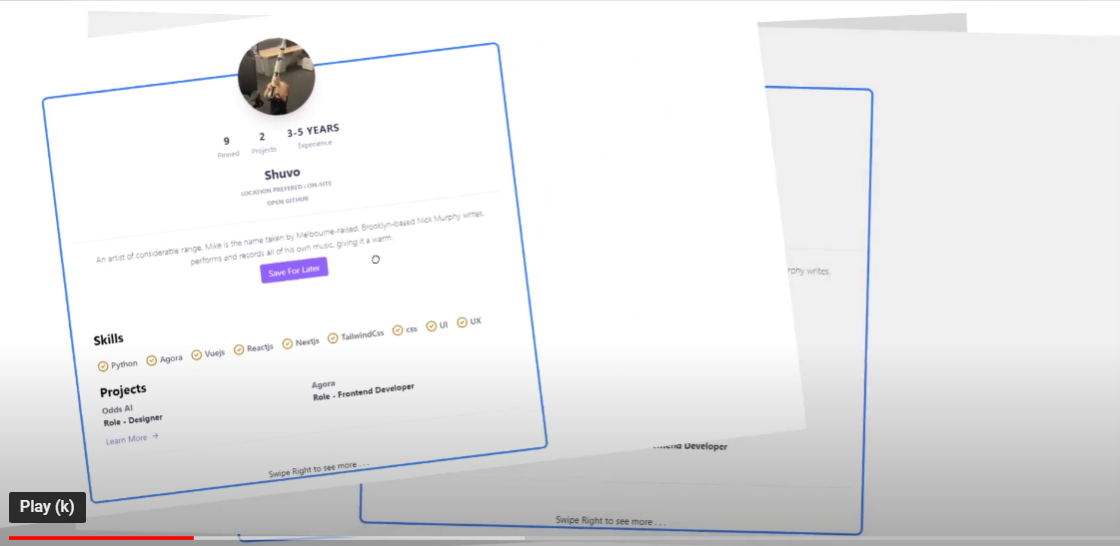 9 2 3-5 YEARS
Pinned Projects Experience
Shuvo
LOCATION PREFERED : ON-SITE
OPEN GITHUB
An artist of considerable range, Mike is the name taken by Melbourne-raised, Brooklyn-based Nick Murphy writes,
performs and records all of his own music, giving it a warm.
Save For Later
Skills
Python Agora Vuejs Reactjs Nextjs TailwindCss css UI UX
Projects
Odds AI
Role - Designer
Learn More →
Agora
Role - Frontend Developer
Swipe Right to see more . . .
writes,
Developer
Swipe Right to see more . . .
Play (k)